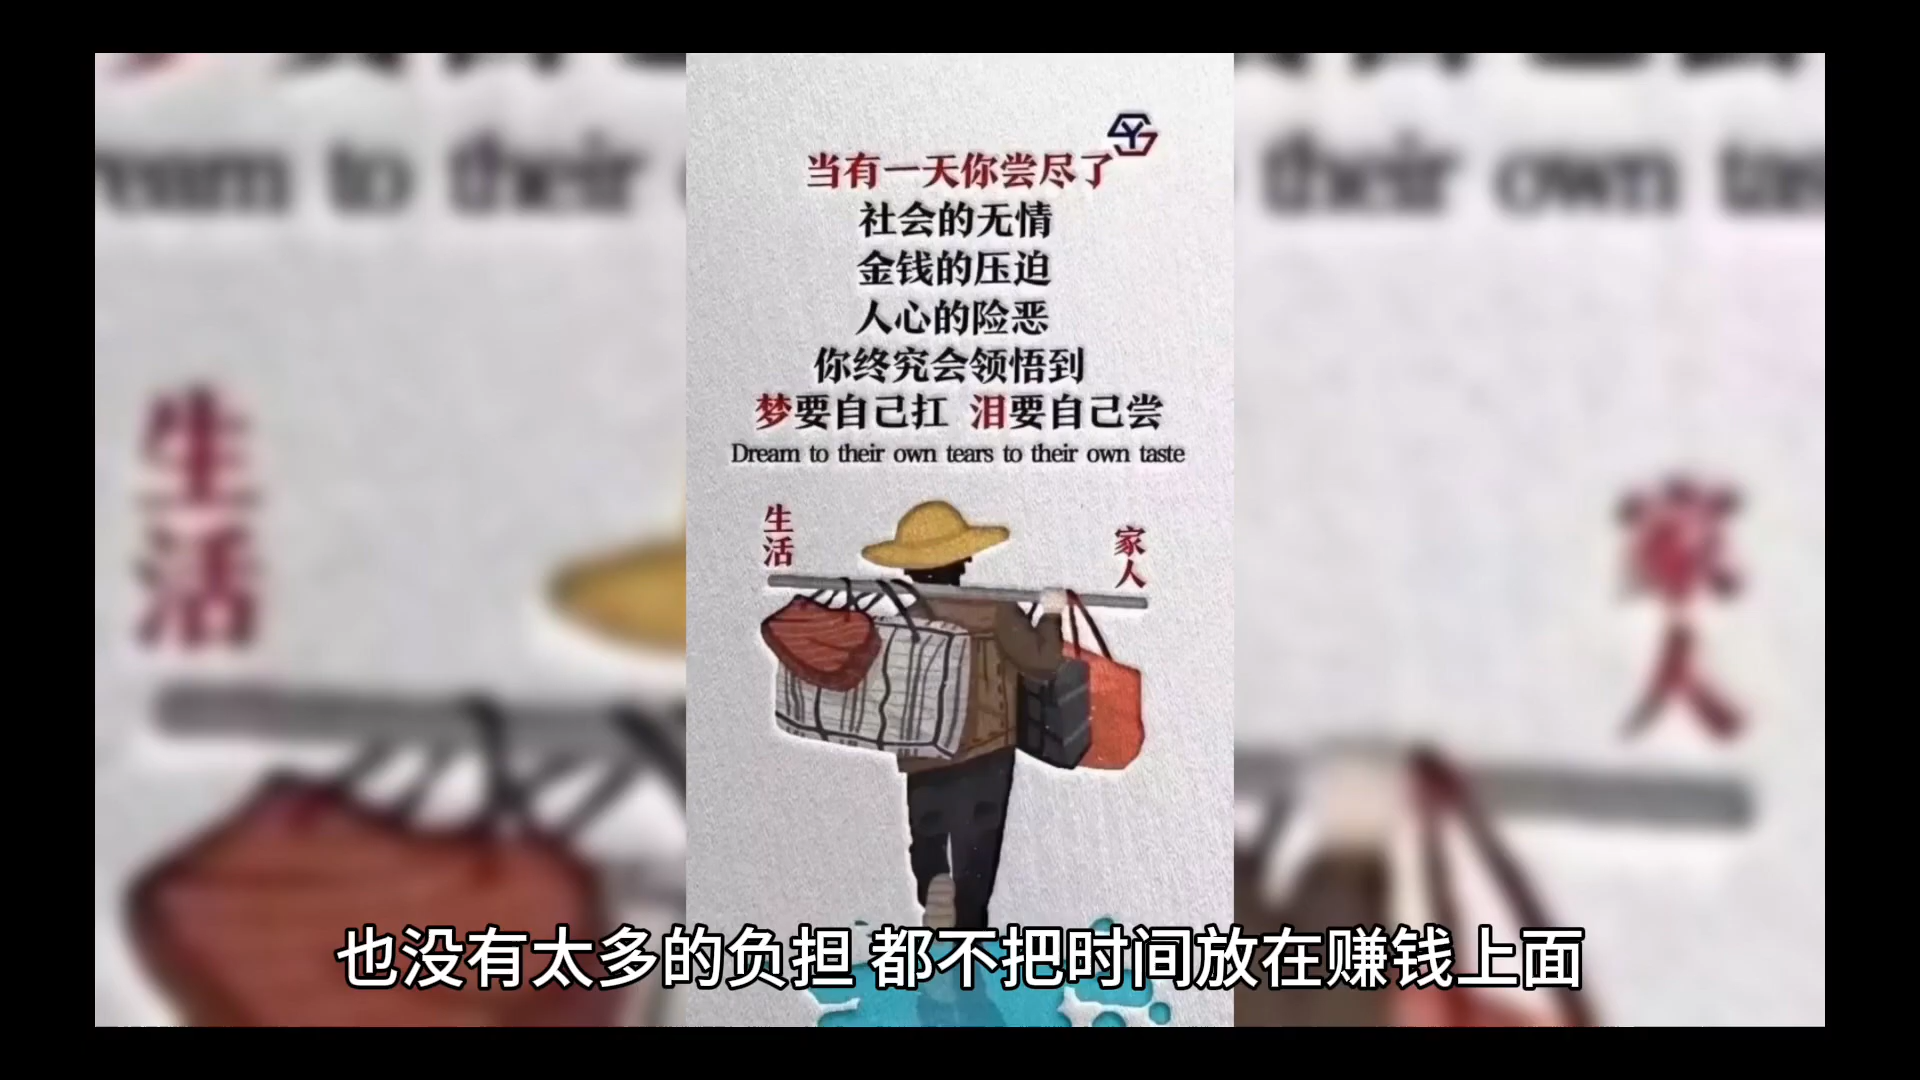 当有一天你尝尽了
社会的无情
金钱的压迫
人心的险恶
你终究会领悟到
梦要自己扛 泪要自己尝
Dream to their own tears to their own taste
生活
家人
也没有太多的负担 都不把时间放在赚钱上面